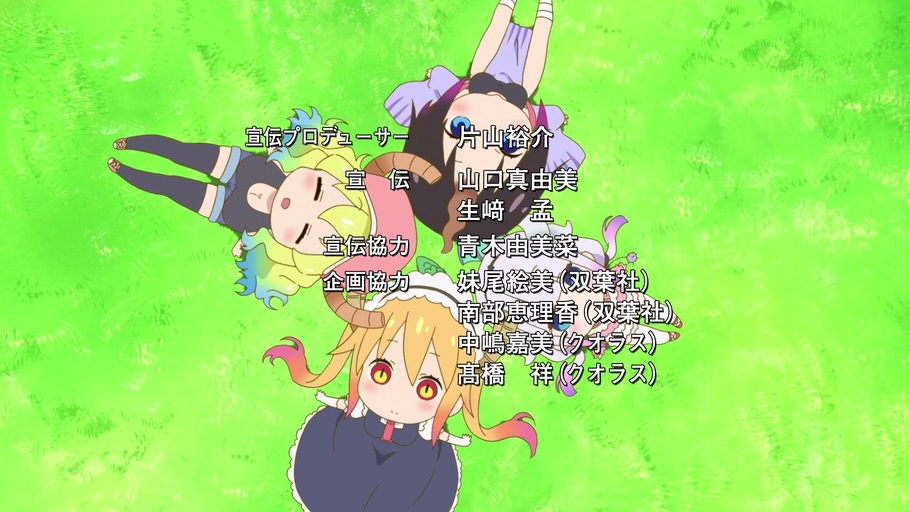 宣伝プロデューサー 片山裕介
宣 伝 山口真由美
生﨑 孟
宣伝協力 青木由美菜
企画協力 妹尾絵美(双葉社)
南部恵理香(双葉社)
中嶋嘉美(クオラス)
髙橋 祥(クオラス)